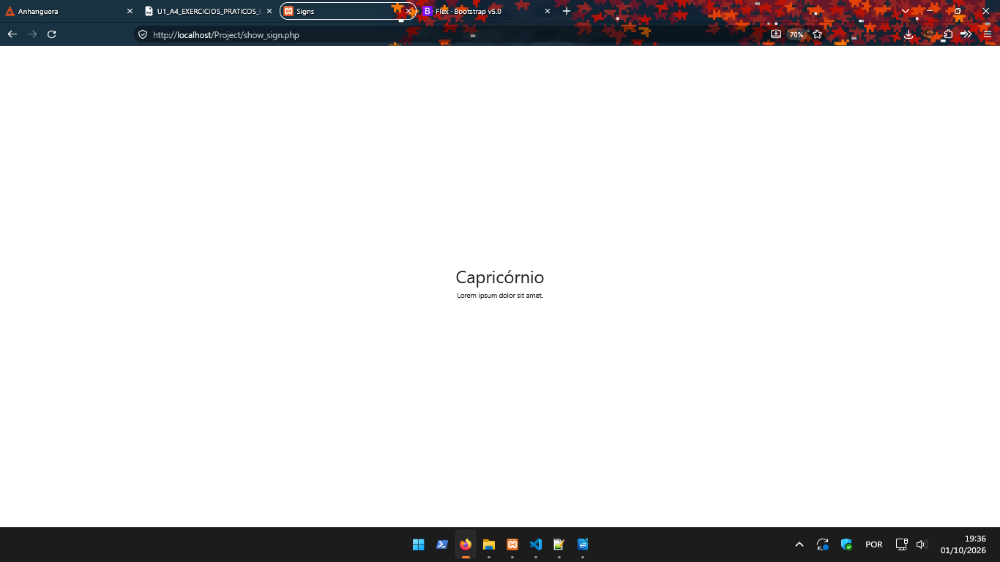 Anhanguera
U1_A4_EXERCICIOS_PRATICOS_
Signs
Flex · Bootstrap v5.0
http://localhost/Project/show_sign.php
70%
Capricórnio
Lorem ipsum dolor sit amet.
POR
19:36
01/10/2026